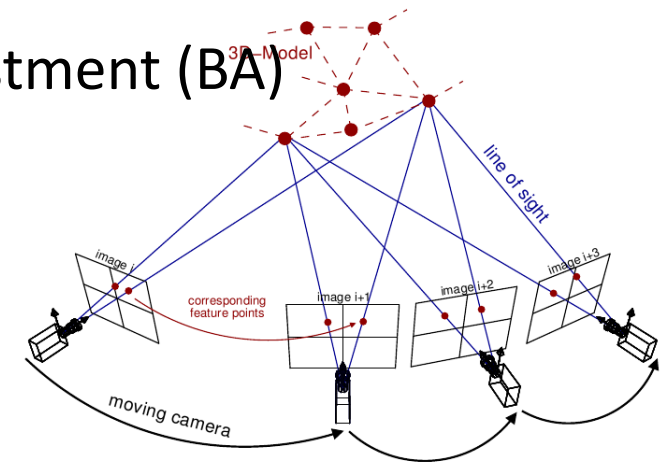 stment (BA)
3D-Model
line of sight
image i
image i+1
image i+2
image i+3
corresponding
feature points
moving camera